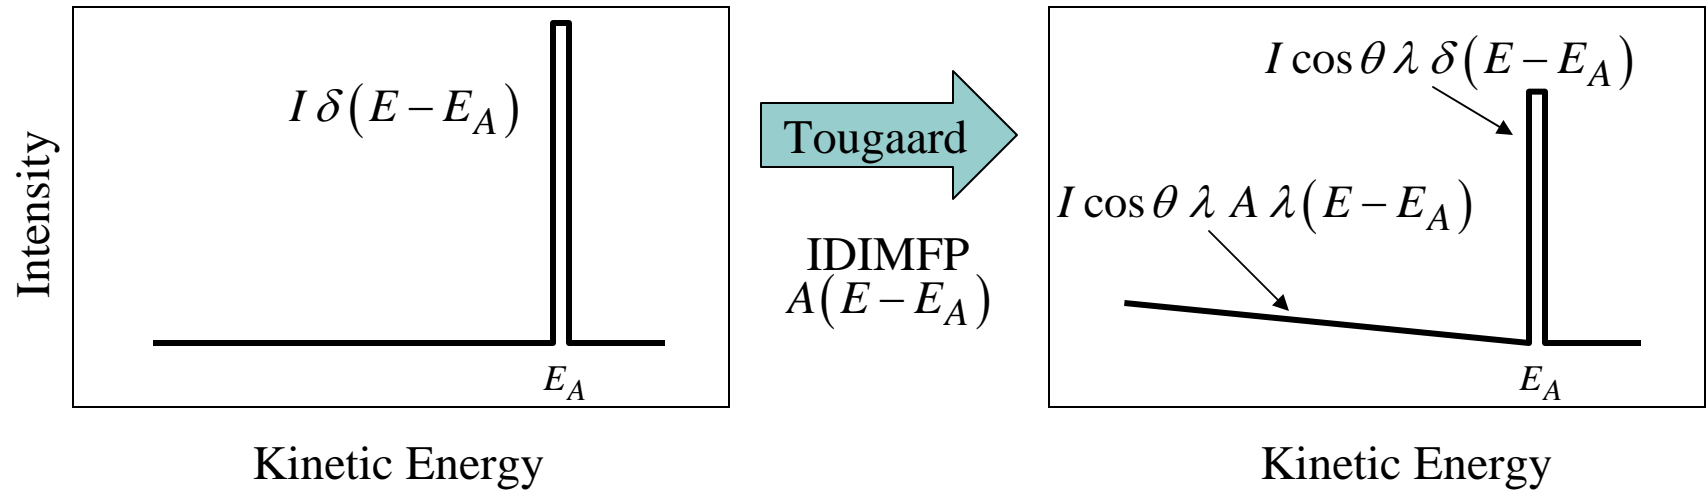 Intensity
I δ(E − E_A)
E_A
Kinetic Energy
Tougaard
IDIMFP
A(E − E_A)
I cos θ λ δ(E − E_A)
I cos θ λ A λ(E − E_A)
E_A
Kinetic Energy